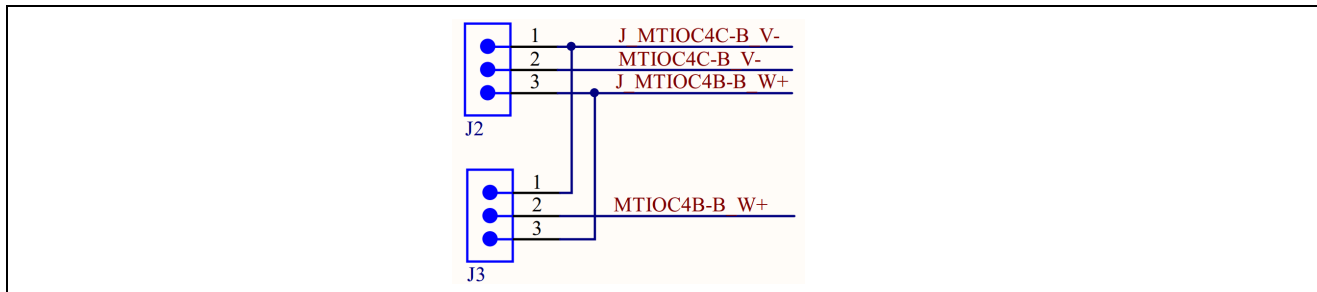 1 J_MTIOC4C-B_V-
2 MTIOC4C-B_V-
3 J_MTIOC4B-B_W+
J2
1
2 MTIOC4B-B_W+
3
J3